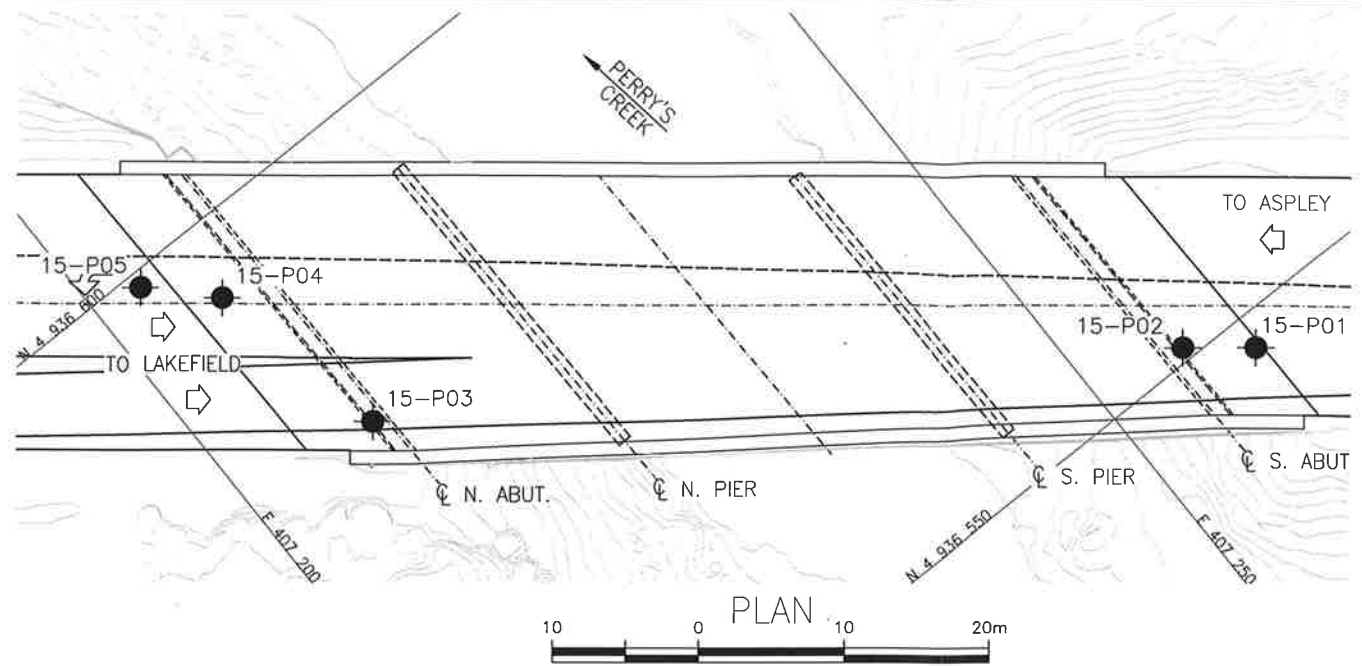 PERRY'S
CREEK
TO ASPLEY
15-P05
15-P04
N 4 936 600
15-P02
15-P01
TO LAKEFIELD
15-P03
℄ N. ABUT.
℄ N. PIER
℄ S. PIER
℄ S. ABUT
E 407 200
N 4 936 550
E 407 250
PLAN
10 0 10 20m